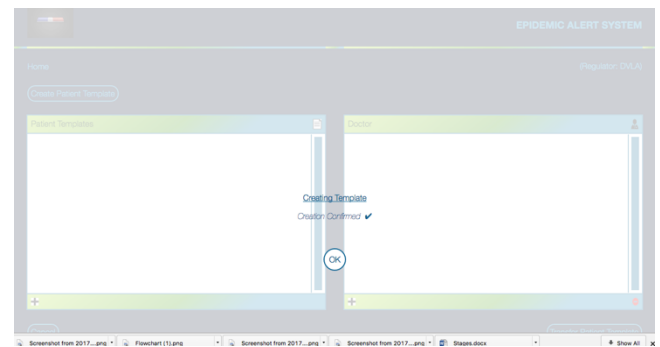 EPIDEMIC ALERT SYSTEM
Home
(Regulator: DVLA)
Create Patient Template
Patient Templates
Doctor
Creating Template
Creation Confirmed ✔
OK
Screenshot from 2017....png
Flowchart (1).png
Screenshot from 2017....png
Screenshot from 2017....png
Stages.docx
Show All